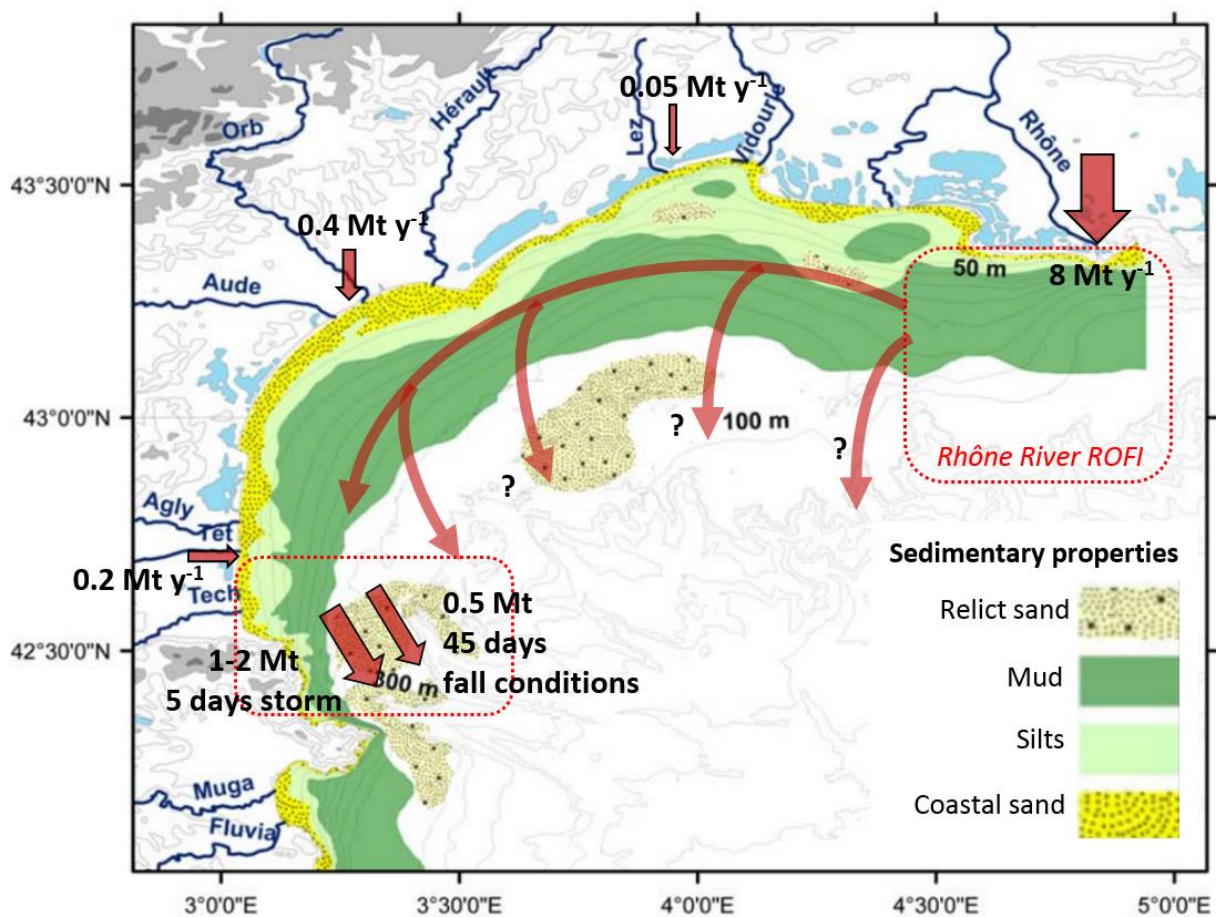 0.05 Mt y⁻¹
Orb
Hérault
Lez
Vidourle
Rhône
43°30'0"N
0.4 Mt y⁻¹
50 m
8 Mt y⁻¹
Aude
43°0'0"N
?
100 m
?
Rhône River ROFI
?
Agly
Tet
0.2 Mt y⁻¹
Tech
Sedimentary properties
Relict sand
Mud
Silts
Coastal sand
0.5 Mt
45 days
fall conditions
42°30'0"N
1-2 Mt
5 days storm
300 m
Muga
Fluvia
3°0'0"E
3°30'0"E
4°0'0"E
4°30'0"E
5°0'0"E